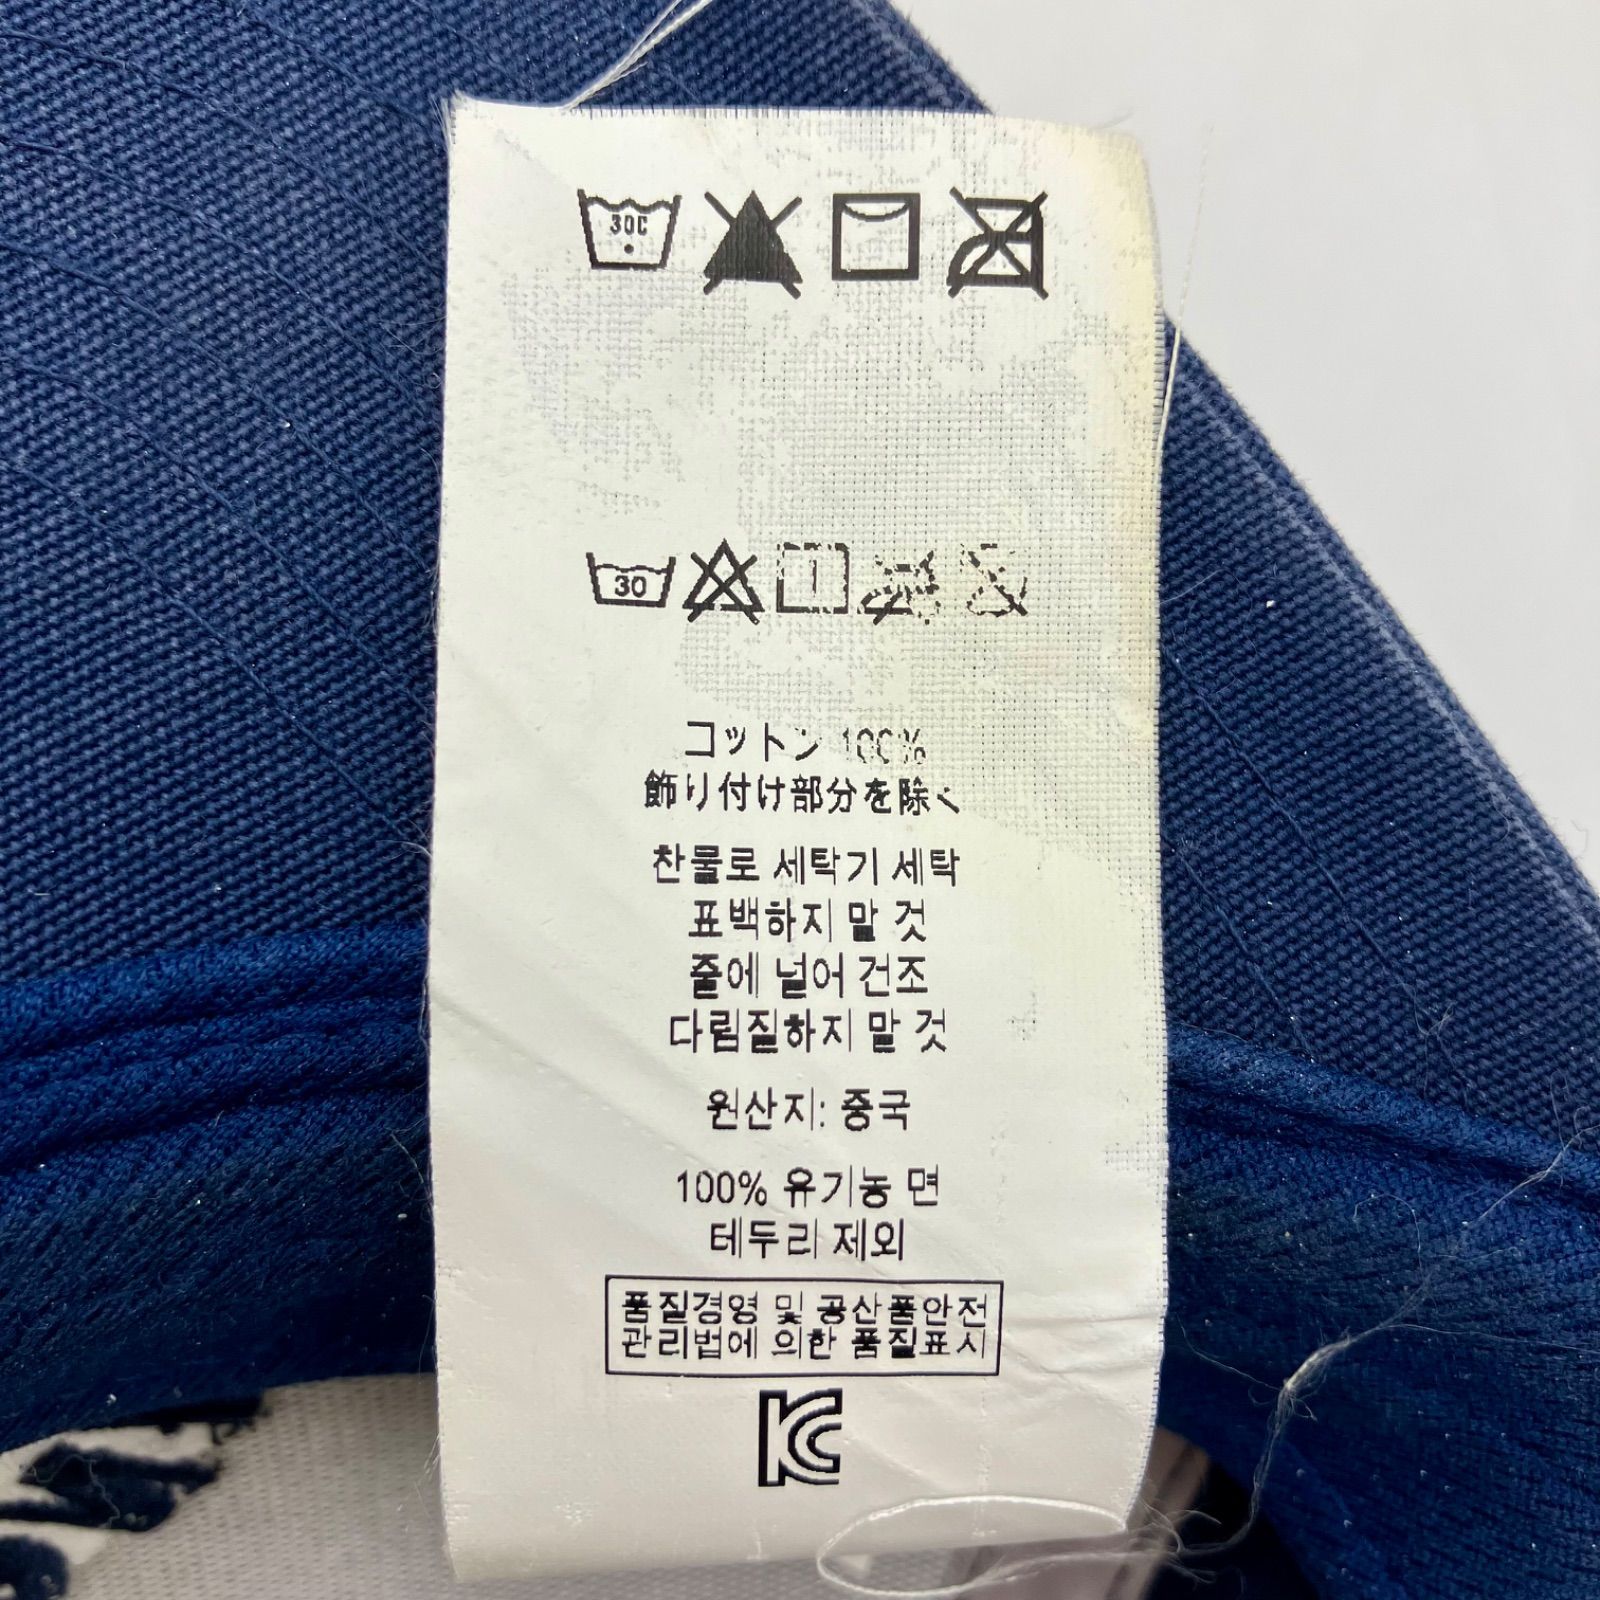 30C
30
コットン 100%
飾り付け部分を除く
찬물로 세탁기 세탁
표백하지 말 것
줄에 널어 건조
다림질하지 말 것
원산지: 중국
100% 유기농 면
테두리 제외
품질경영 및 공산품안전
관리법에 의한 품질표시
KC